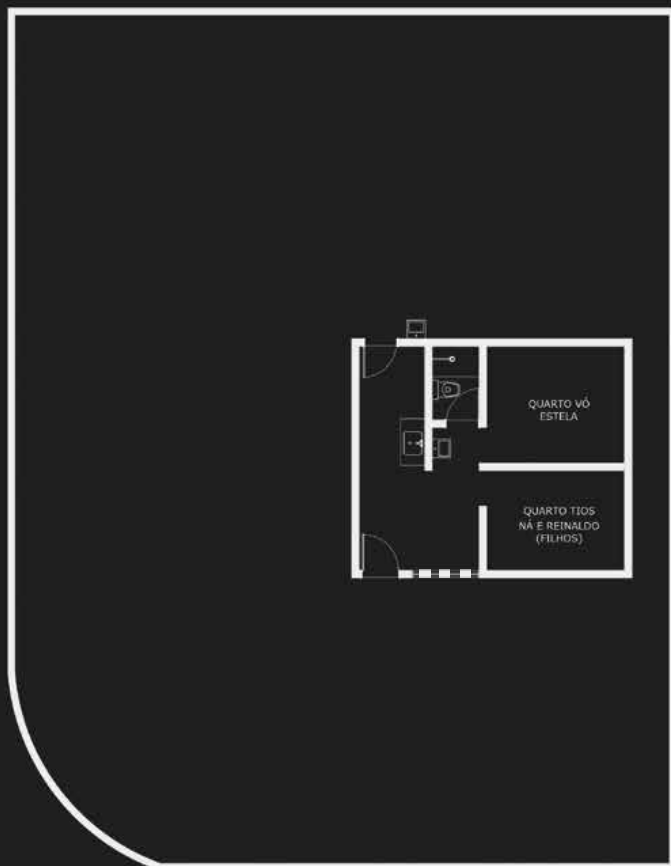 QUARTO VÓ
ESTELA
QUARTO TIOS
NÁ E REINALDO
(FILHOS)